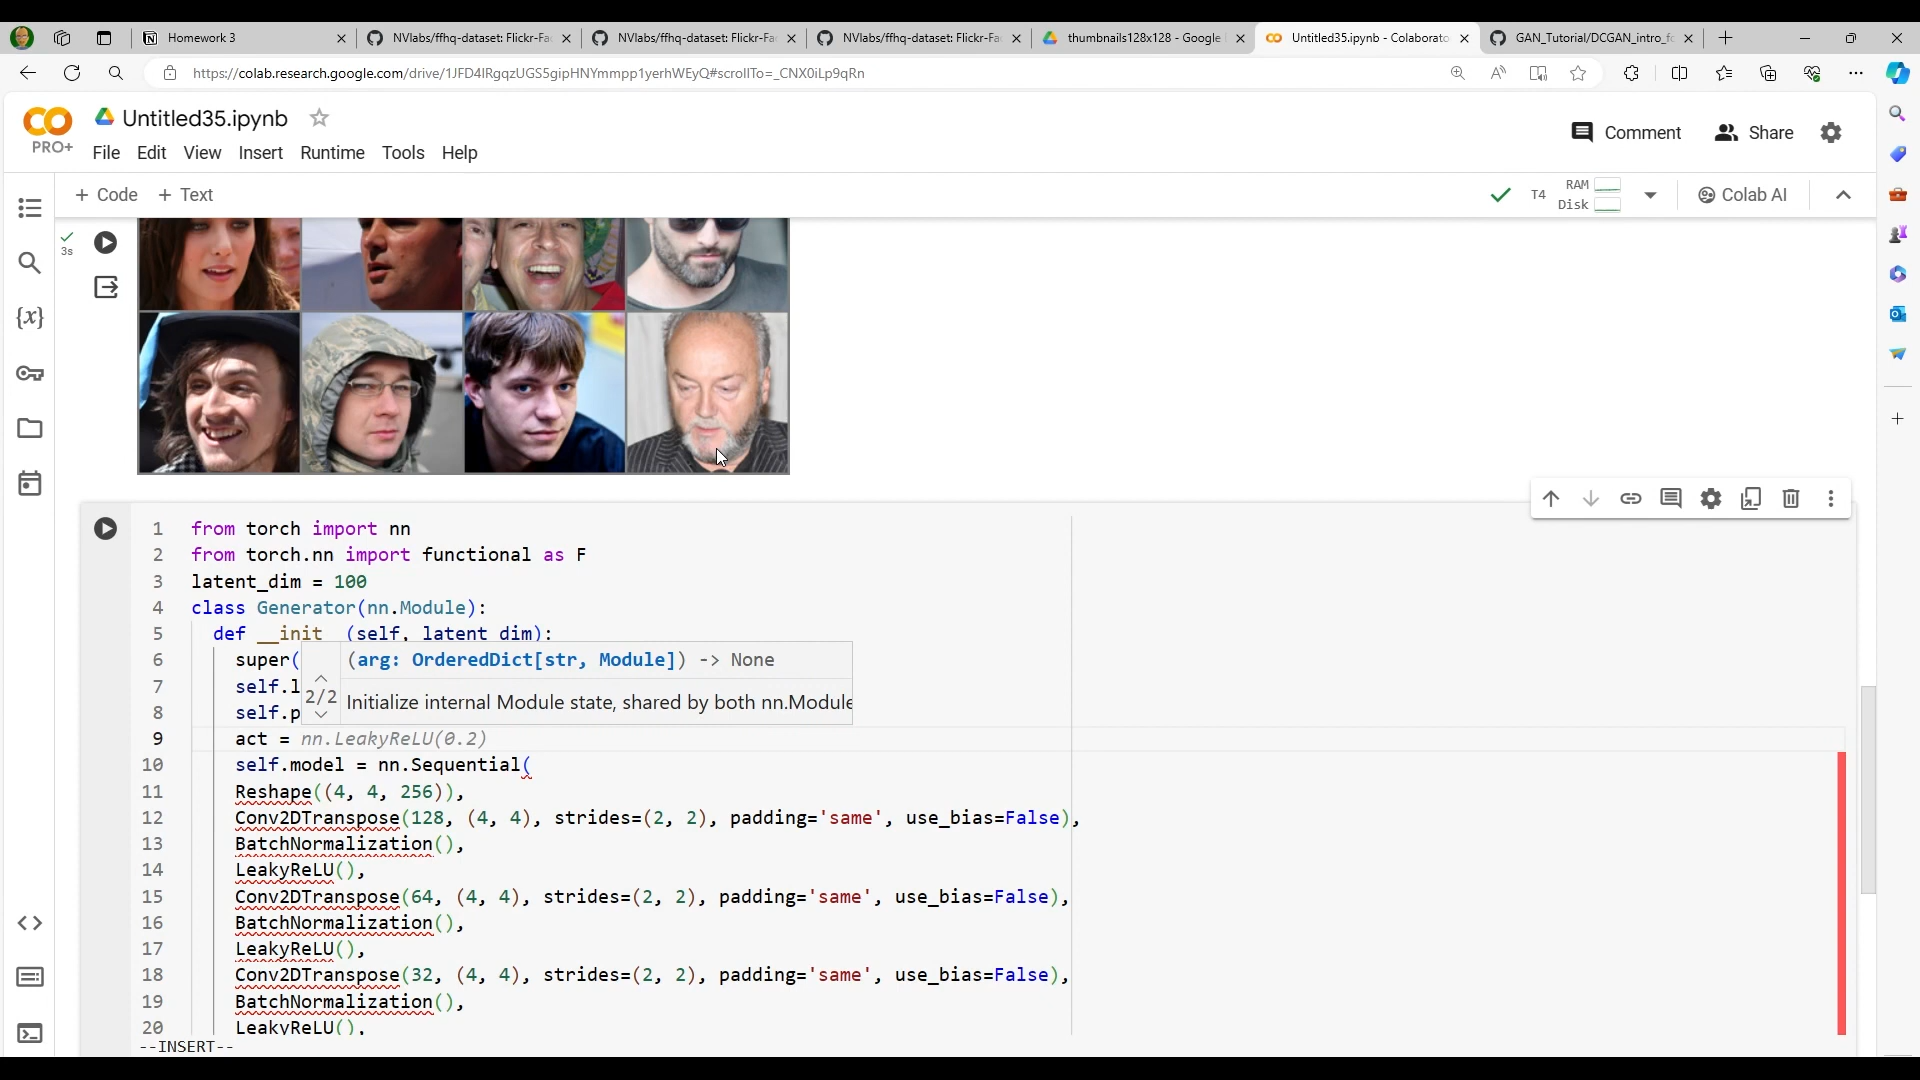 Homework 3
NVlabs/ffhq-dataset: Flickr-Fa
NVlabs/ffhq-dataset: Flickr-Fa
NVlabs/ffhq-dataset: Flickr-Fa
thumbnails128x128 - Google
Untitled35.ipynb - Colaborato
GAN_Tutorial/DCGAN_intro_fc
https://colab.research.google.com/drive/1JFD4lRgqzUGS5gipHNYmmpp1yerhWEyQ#scrollTo=_CNX0iLp9qRn
PRO+
Untitled35.ipynb
File Edit View Insert Runtime Tools Help
Comment
Share
+ Code + Text
T4
RAM
Disk
Colab AI
3s
1 from torch import nn
2 from torch.nn import functional as F
3 latent_dim = 100
4 class Generator(nn.Module):
5 def __init (self, latent dim):
6 super(
7 self.l
8 self.p
2/2
(arg: OrderedDict[str, Module]) -> None
Initialize internal Module state, shared by both nn.Module
9 act = nn.LeakyReLU(0.2)
10 self.model = nn.Sequential(
11 Reshape((4, 4, 256)),
12 Conv2DTranspose(128, (4, 4), strides=(2, 2), padding='same', use_bias=False),
13 BatchNormalization(),
14 LeakyReLU(),
15 Conv2DTranspose(64, (4, 4), strides=(2, 2), padding='same', use_bias=False),
16 BatchNormalization(),
17 LeakyReLU(),
18 Conv2DTranspose(32, (4, 4), strides=(2, 2), padding='same', use_bias=False),
19 BatchNormalization(),
20 LeakyReLU(),
--INSERT--